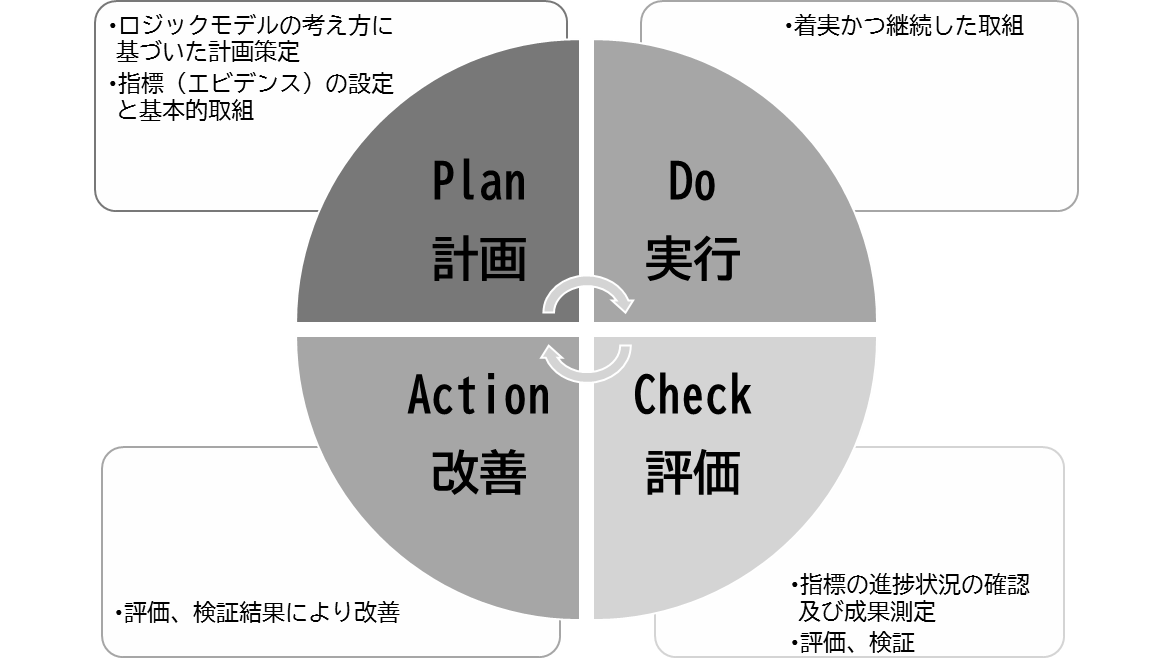 ・ロジックモデルの考え方に
基づいた計画策定
・指標（エビデンス）の設定
と基本的取組
・着実かつ継続した取組
Plan
計画
Do
実行
Action
改善
Check
評価
・評価、検証結果により改善
・指標の進捗状況の確認
及び成果測定
・評価、検証